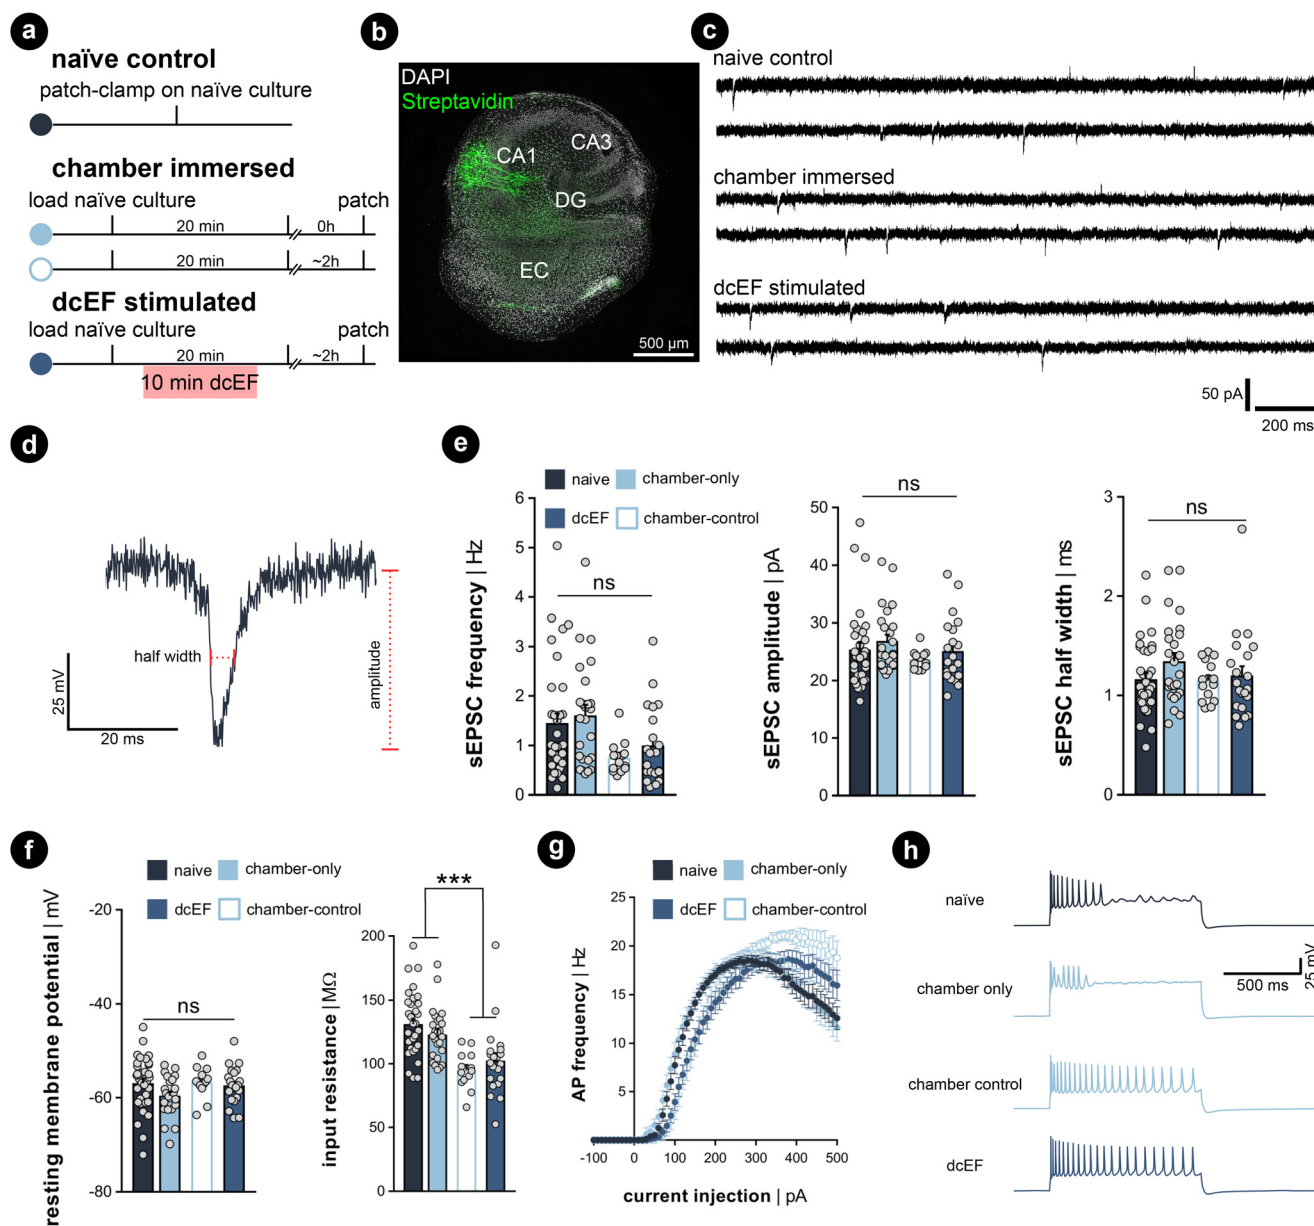 a
naïve control
patch-clamp on naïve culture
chamber immersed
load naïve culture
patch
20 min
0h
20 min
~2h
dcEF stimulated
load naïve culture
patch
20 min
~2h
10 min dcEF
b
DAPI
Streptavidin
CA1
CA3
DG
EC
500 µm
c
naive control
chamber immersed
dcEF stimulated
50 pA
200 ms
d
half width
amplitude
25 mV
20 ms
e
naive
chamber-only
dcEF
chamber-control
sEPSC frequency | Hz
6
5
4
3
2
1
0
ns
sEPSC amplitude | pA
50
40
30
20
10
0
ns
sEPSC half width | ms
3
2
1
0
ns
f
naive
chamber-only
dcEF
chamber-control
resting membrane potential | mV
-20
-40
-60
-80
ns
input resistance | MΩ
200
150
100
50
0
***
g
naive
chamber-only
dcEF
chamber-control
AP frequency | Hz
25
20
15
10
5
-100
0
100
200
300
400
500
current injection | pA
h
naïve
chamber only
chamber control
dcEF
500 ms
25 mV